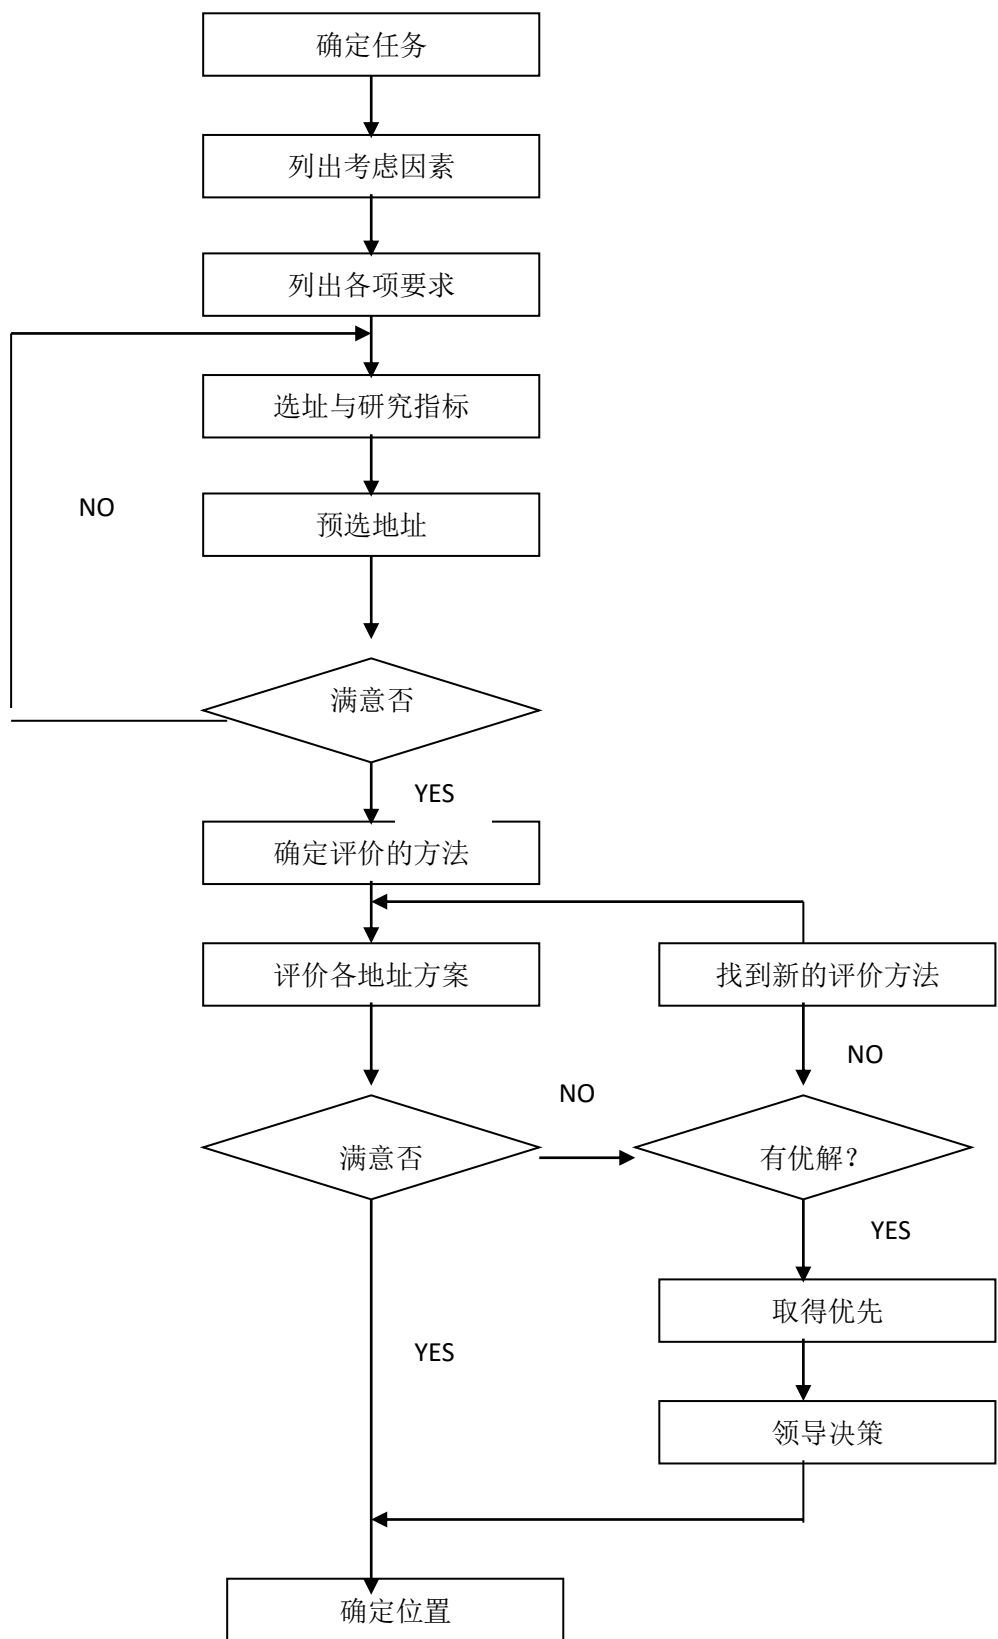 确定任务
列出考虑因素
列出各项要求
选址与研究指标
NO
预选地址
满意否
YES
确定评价的方法
评价各地址方案
找到新的评价方法
NO
NO
满意否
有优解？
YES
取得优先
YES
领导决策
确定位置